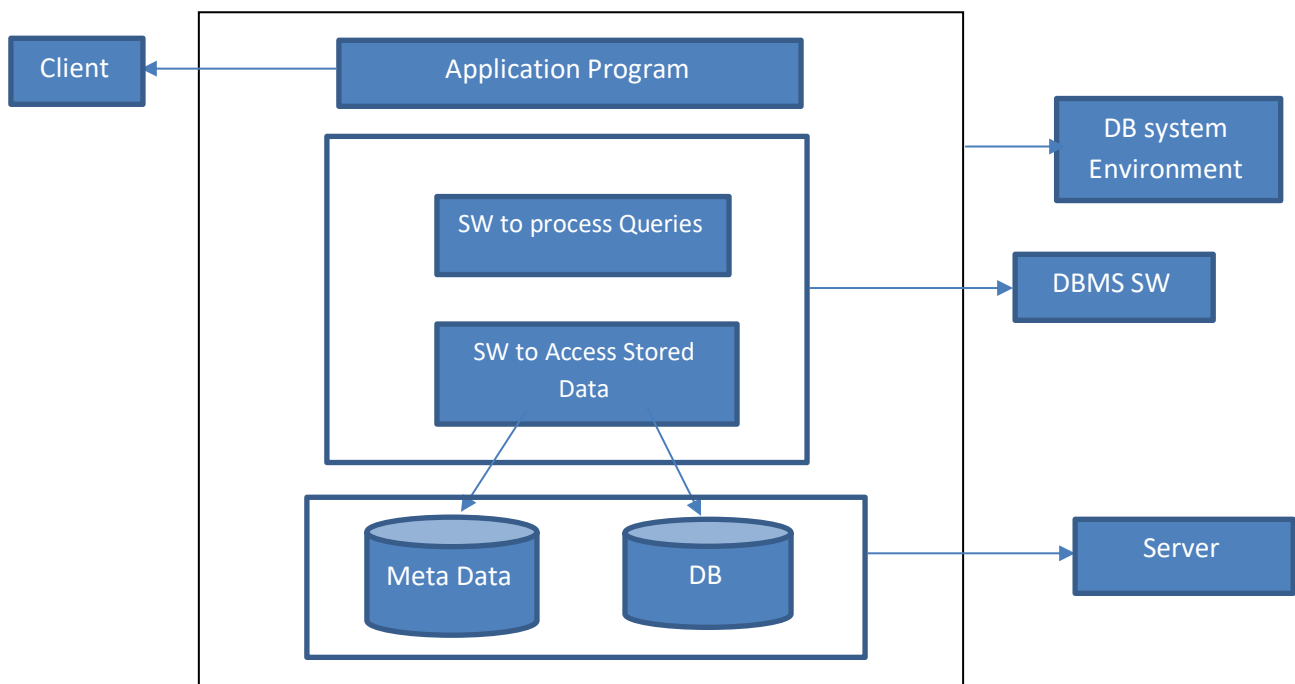 Client
Application Program
DB system
Environment
SW to process Queries
DBMS SW
SW to Access Stored
Data
Meta Data
DB
Server